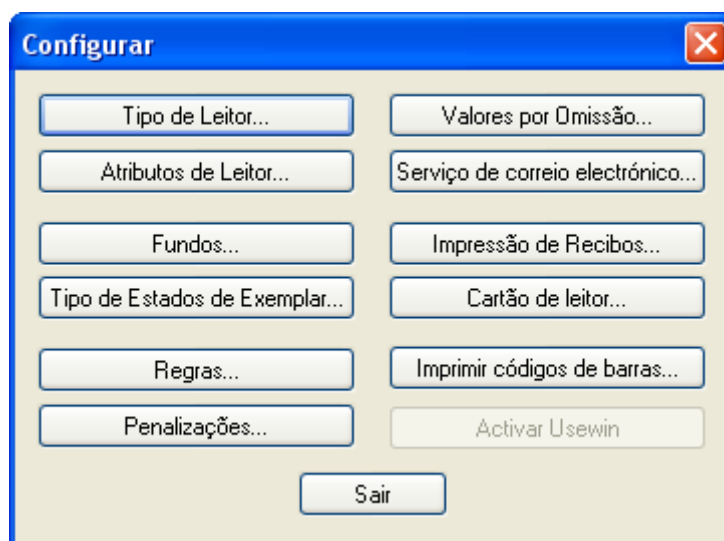 Configurar
Tipo de Leitor...
Valores por Omissão...
Atributos de Leitor...
Serviço de correio electrónico...
Fundos...
Impressão de Recibos...
Tipo de Estados de Exemplar...
Cartão de leitor...
Regras...
Imprimir códigos de barras...
Penalizações...
Activar Usewin
Sair